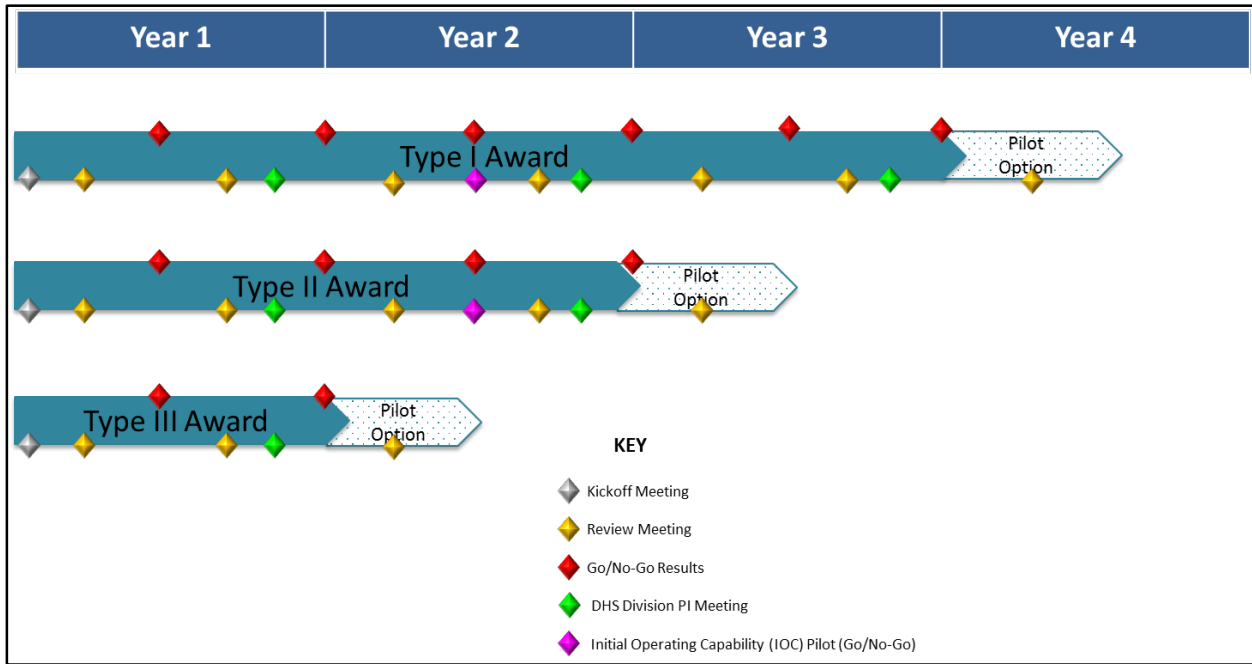 Year 1 Year 2 Year 3 Year 4
Type I Award
Pilot
Option
Type II Award
Pilot
Option
Type III Award
Pilot
Option
KEY
Kickoff Meeting
Review Meeting
Go/No-Go Results
DHS Division PI Meeting
Initial Operating Capability (IOC) Pilot (Go/No-Go)